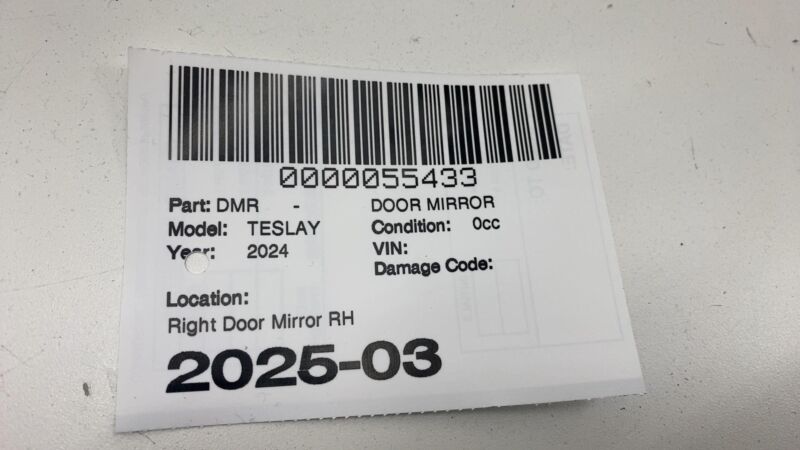 0000055433
Part: DMR - DOOR MIRROR
Model: TESLAY Condition: 0cc
Year: 2024 VIN:
Damage Code:
Location:
Right Door Mirror RH
2025-03